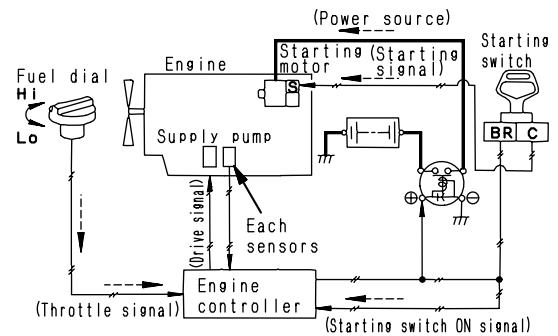 (Power source)
Starting
motor
(Starting
signal)
Starting
switch
Engine
Fuel dial
Hi
Lo
S
BR
C
Supply pump
(Drive signal)
Each
sensors
Engine
controller
(Throttle signal)
(Starting switch ON signal)